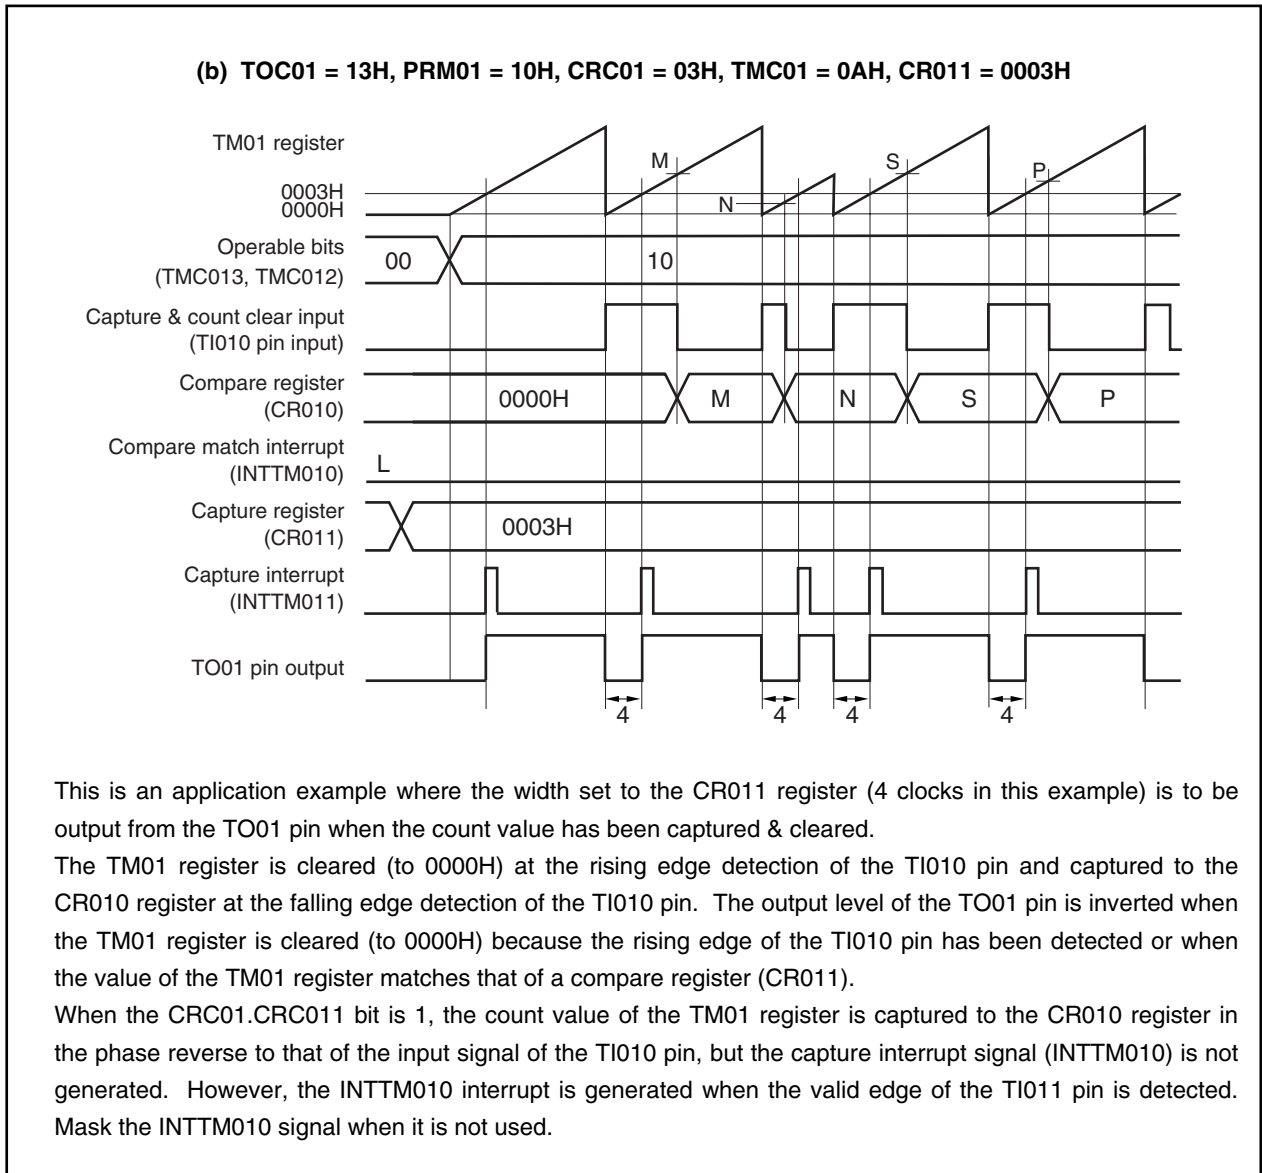 (b) TOC01 = 13H, PRM01 = 10H, CRC01 = 03H, TMC01 = 0AH, CR011 = 0003H
TM01 register
M
S
P
0003H
0000H
N
Operable bits
(TMC013, TMC012)
00
10
Capture & count clear input
(TI010 pin input)
Compare register
(CR010)
0000H
M
N
S
P
Compare match interrupt
(INTTM010)
L
Capture register
(CR011)
0003H
Capture interrupt
(INTTM011)
TO01 pin output
4
4
4
4
This is an application example where the width set to the CR011 register (4 clocks in this example) is to be
output from the TO01 pin when the count value has been captured & cleared.
The TM01 register is cleared (to 0000H) at the rising edge detection of the TI010 pin and captured to the
CR010 register at the falling edge detection of the TI010 pin. The output level of the TO01 pin is inverted when
the TM01 register is cleared (to 0000H) because the rising edge of the TI010 pin has been detected or when
the value of the TM01 register matches that of a compare register (CR011).
When the CRC01.CRC011 bit is 1, the count value of the TM01 register is captured to the CR010 register in
the phase reverse to that of the input signal of the TI010 pin, but the capture interrupt signal (INTTM010) is not
generated. However, the INTTM010 interrupt is generated when the valid edge of the TI011 pin is detected.
Mask the INTTM010 signal when it is not used.